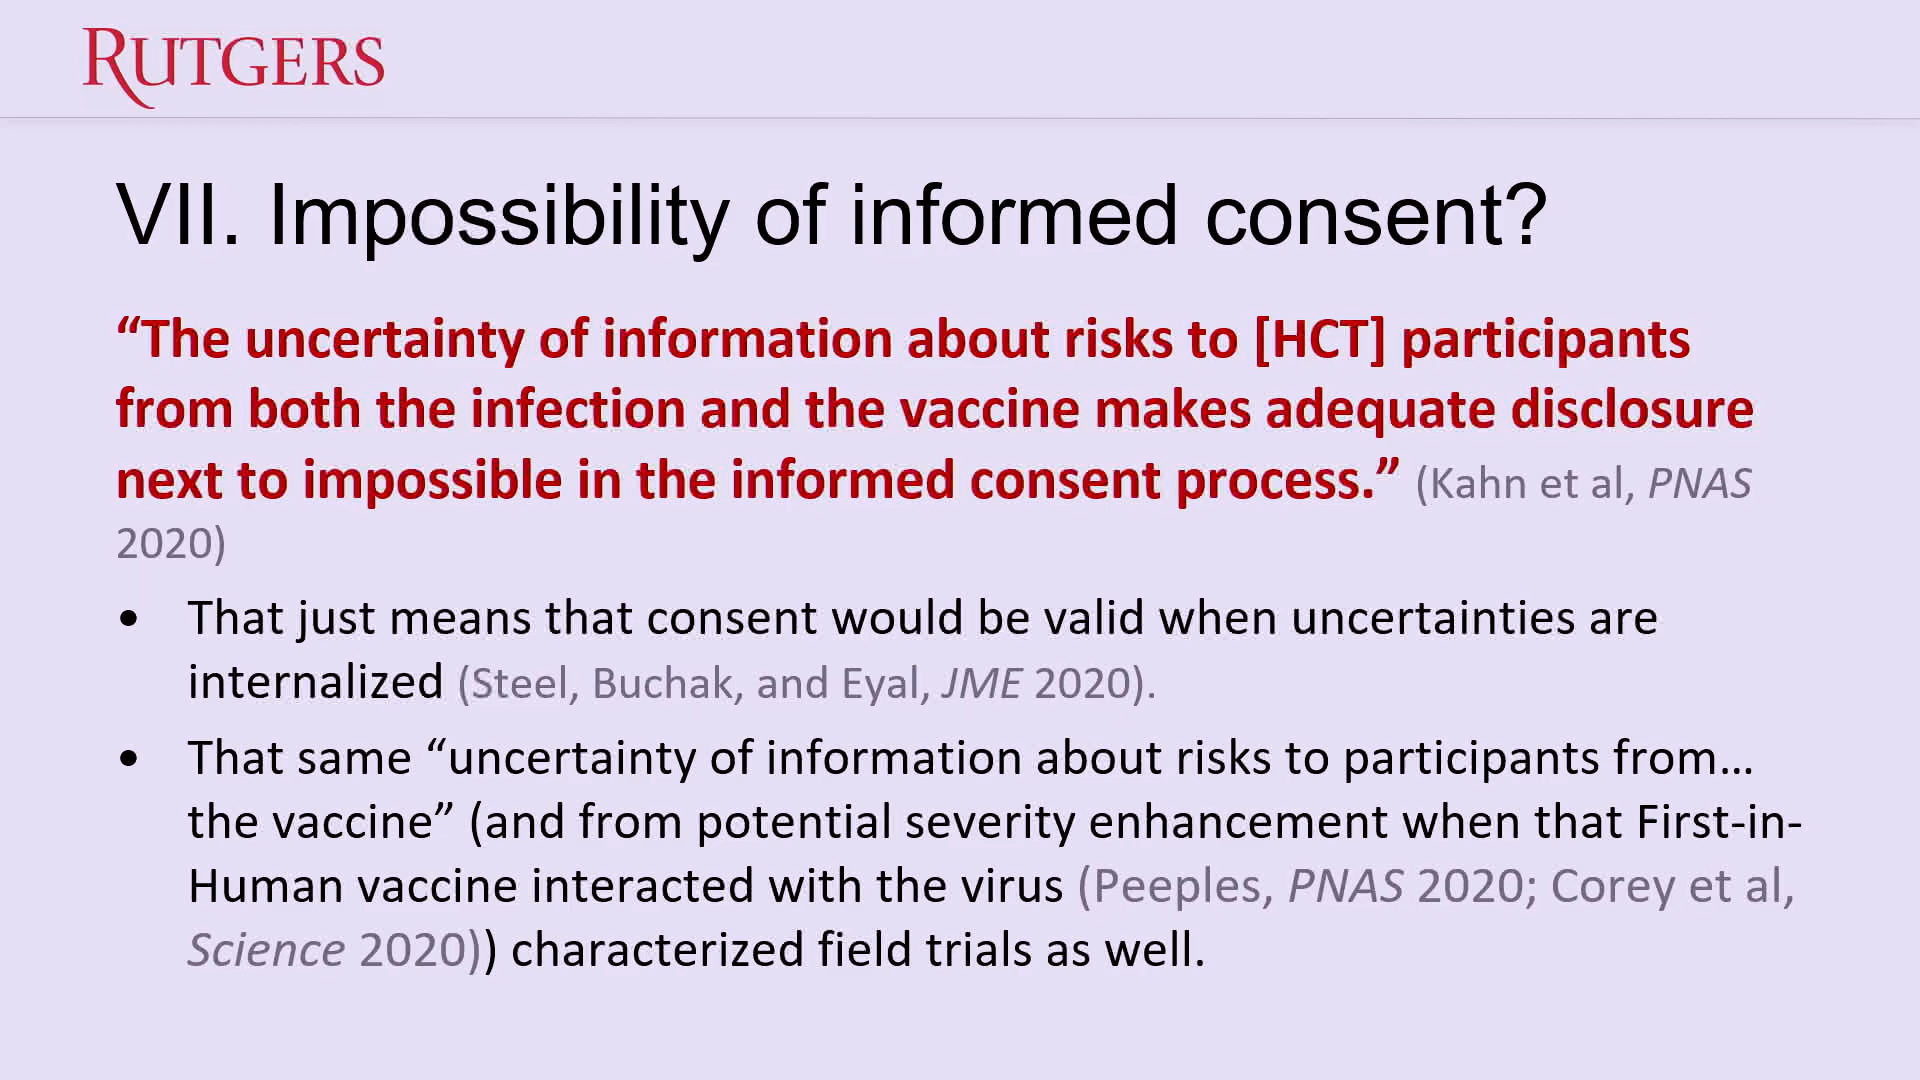 RUTGERS
VII. Impossibility of informed consent?
“The uncertainty of information about risks to [HCT] participants
from both the infection and the vaccine makes adequate disclosure
next to impossible in the informed consent process.” (Kahn et al, PNAS
2020)
• That just means that consent would be valid when uncertainties are
internalized (Steel, Buchak, and Eyal, JME 2020).
• That same “uncertainty of information about risks to participants from…
the vaccine” (and from potential severity enhancement when that First-in-
Human vaccine interacted with the virus (Peeples, PNAS 2020; Corey et al,
Science 2020)) characterized field trials as well.